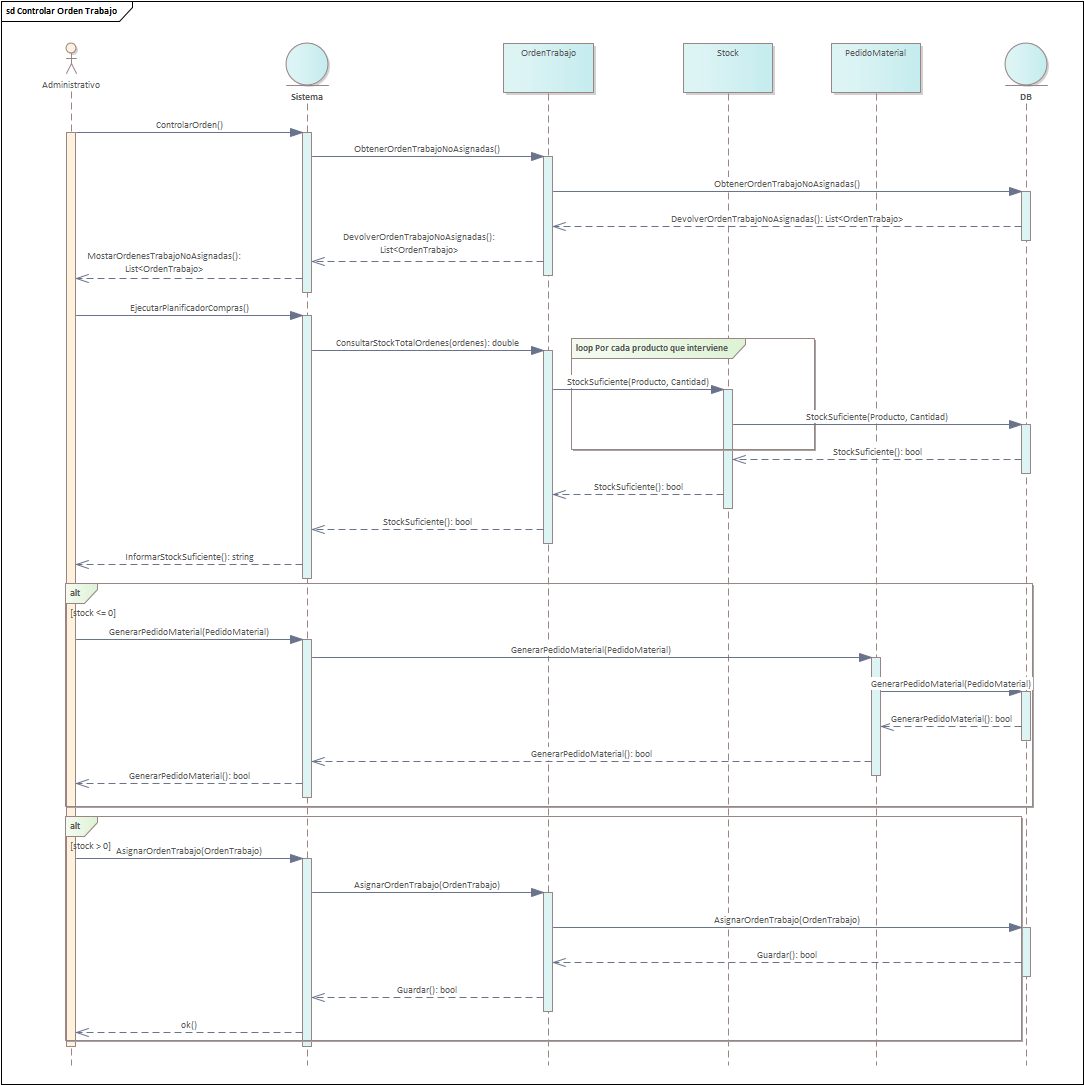 sd Controlar Orden Trabajo
Administrativo
Sistema
OrdenTrabajo
Stock
PedidoMaterial
DB
ControlarOrden()
ObtenerOrdenTrabajoNoAsignadas()
ObtenerOrdenTrabajoNoAsignadas()
DevolverOrdenTrabajoNoAsignadas(): List<OrdenTrabajo>
DevolverOrdenTrabajoNoAsignadas():
List<OrdenTrabajo>
MostarOrdenesTrabajoNoAsignadas():
List<OrdenTrabajo>
EjecutarPlanificadorCompras()
ConsultarStockTotalOrdenes(ordenes): double
loop Por cada producto que interviene
StockSuficiente(Producto, Cantidad)
StockSuficiente(Producto, Cantidad)
StockSuficiente(): bool
StockSuficiente(): bool
StockSuficiente(): bool
InformarStockSuficiente(): string
alt
[stock <= 0]
GenerarPedidoMaterial(PedidoMaterial)
GenerarPedidoMaterial(PedidoMaterial)
GenerarPedidoMaterial(PedidoMaterial)
GenerarPedidoMaterial(): bool
GenerarPedidoMaterial(): bool
GenerarPedidoMaterial(): bool
alt
[stock > 0]
AsignarOrdenTrabajo(OrdenTrabajo)
AsignarOrdenTrabajo(OrdenTrabajo)
AsignarOrdenTrabajo(OrdenTrabajo)
Guardar(): bool
Guardar(): bool
ok()